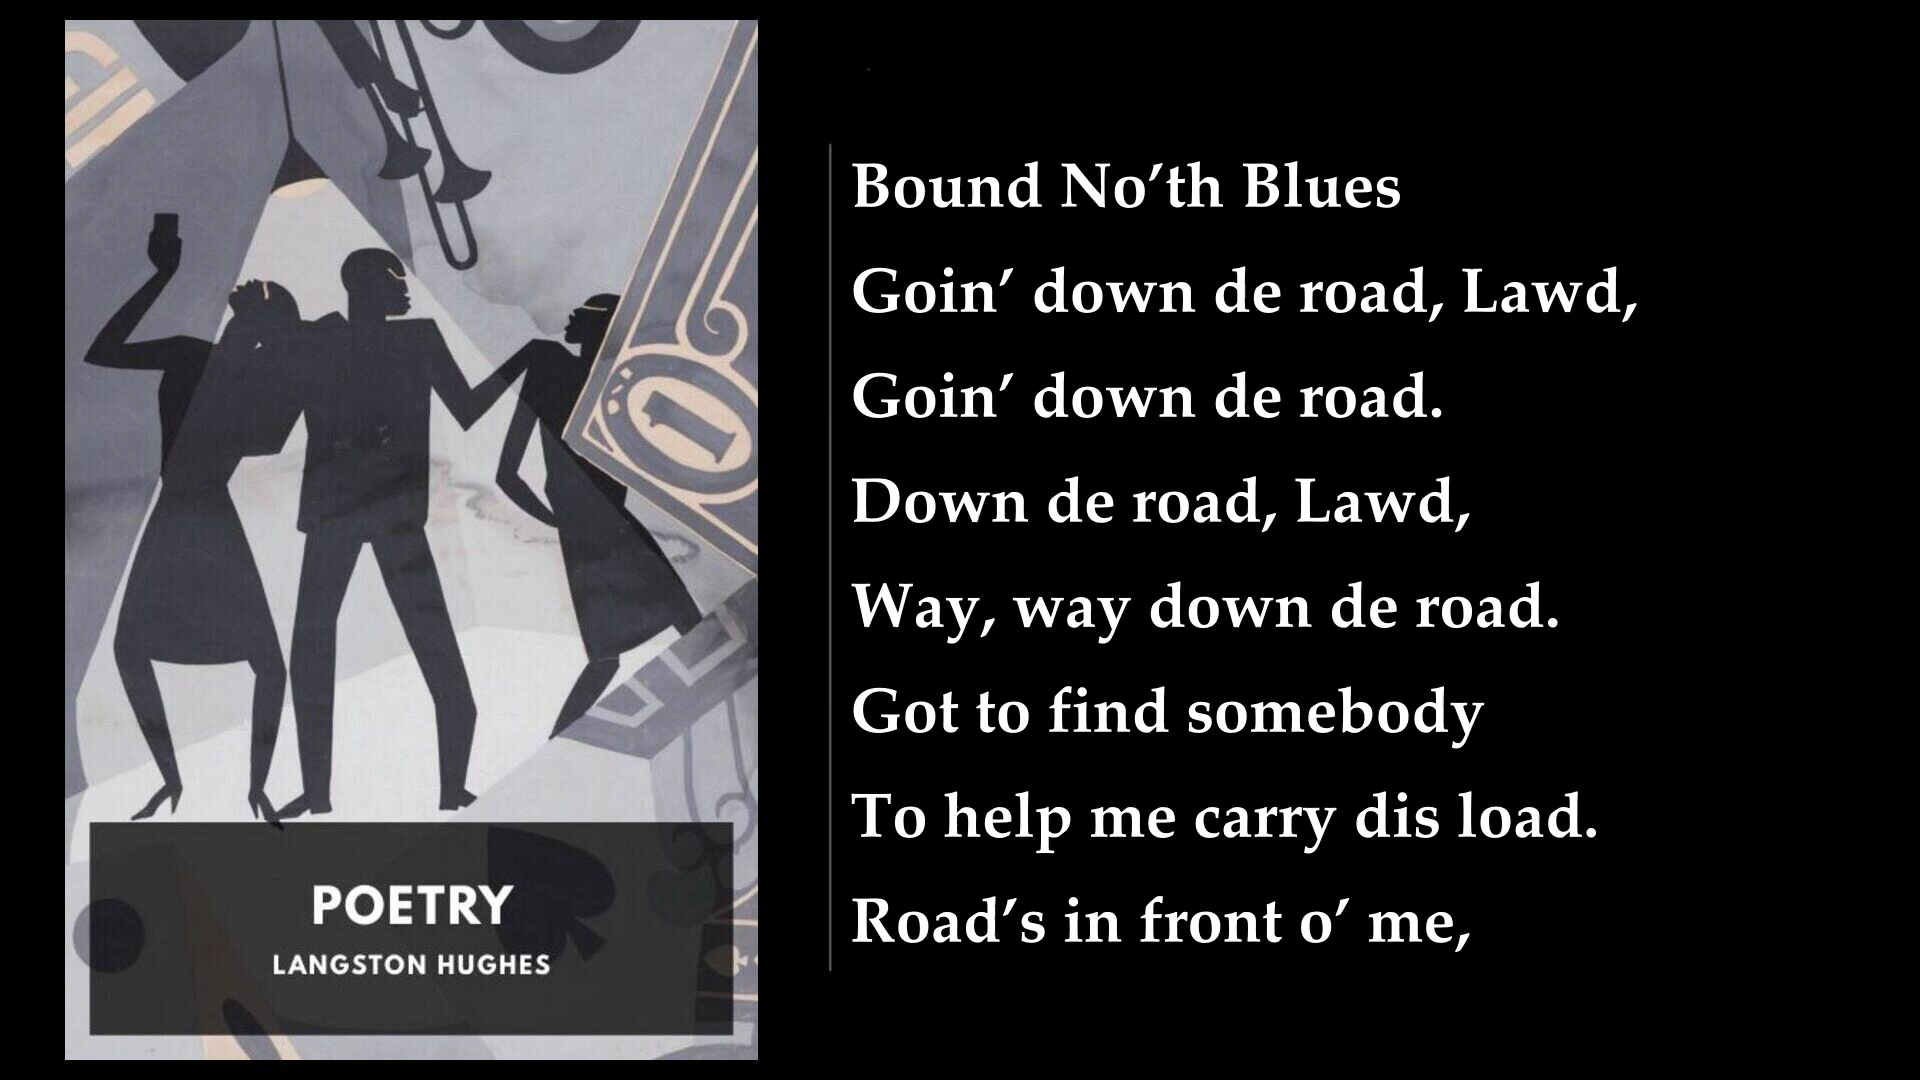 Bound No’th Blues
Goin’ down de road, Lawd,
Goin’ down de road.
Down de road, Lawd,
Way, way down de road.
Got to find somebody
To help me carry dis load.
Road’s in front o’ me,
1
POETRY
LANGSTON HUGHES